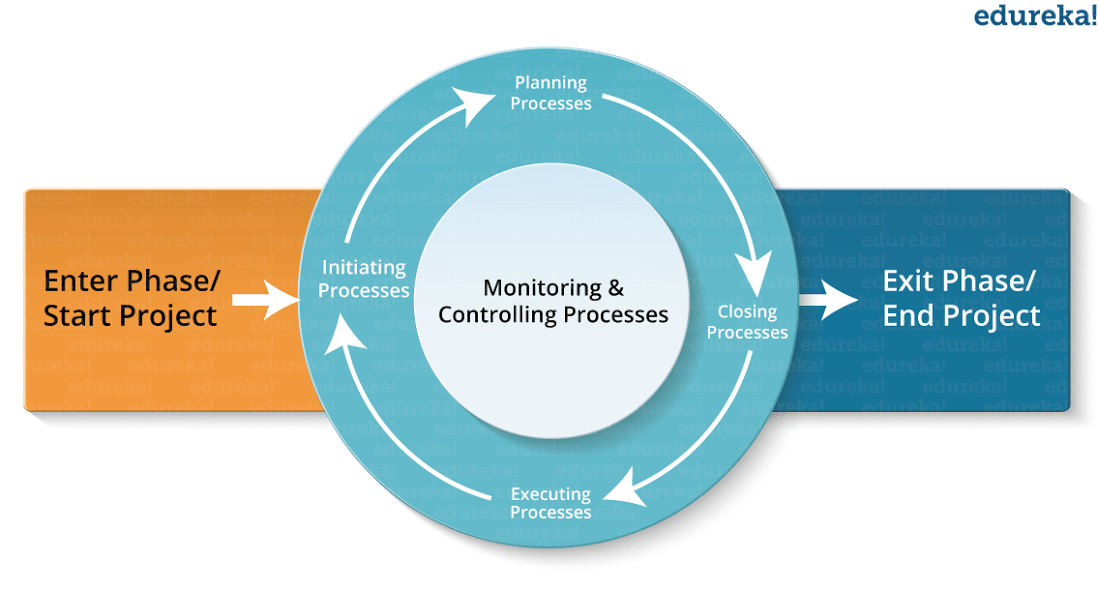 edureka!
Planning
Processes
Enter Phase/
Start Project
Initiating
Processes
Monitoring &
Controlling Processes
Closing
Processes
Exit Phase/
End Project
Executing
Processes